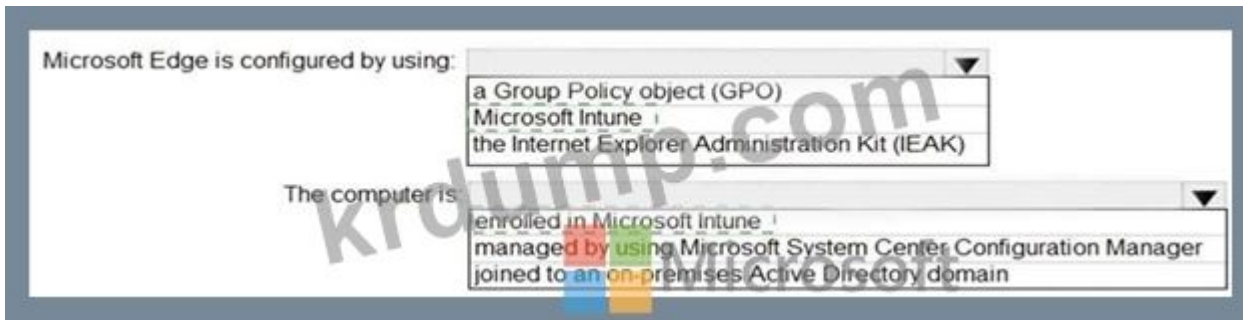 Microsoft Edge is configured by using:
a Group Policy object (GPO)
Microsoft Intune
the Internet Explorer Administration Kit (IEAK)
The computer is:
enrolled in Microsoft Intune
managed by using Microsoft System Center Configuration Manager
joined to an on-premises Active Directory domain
krdump.com
Microsoft